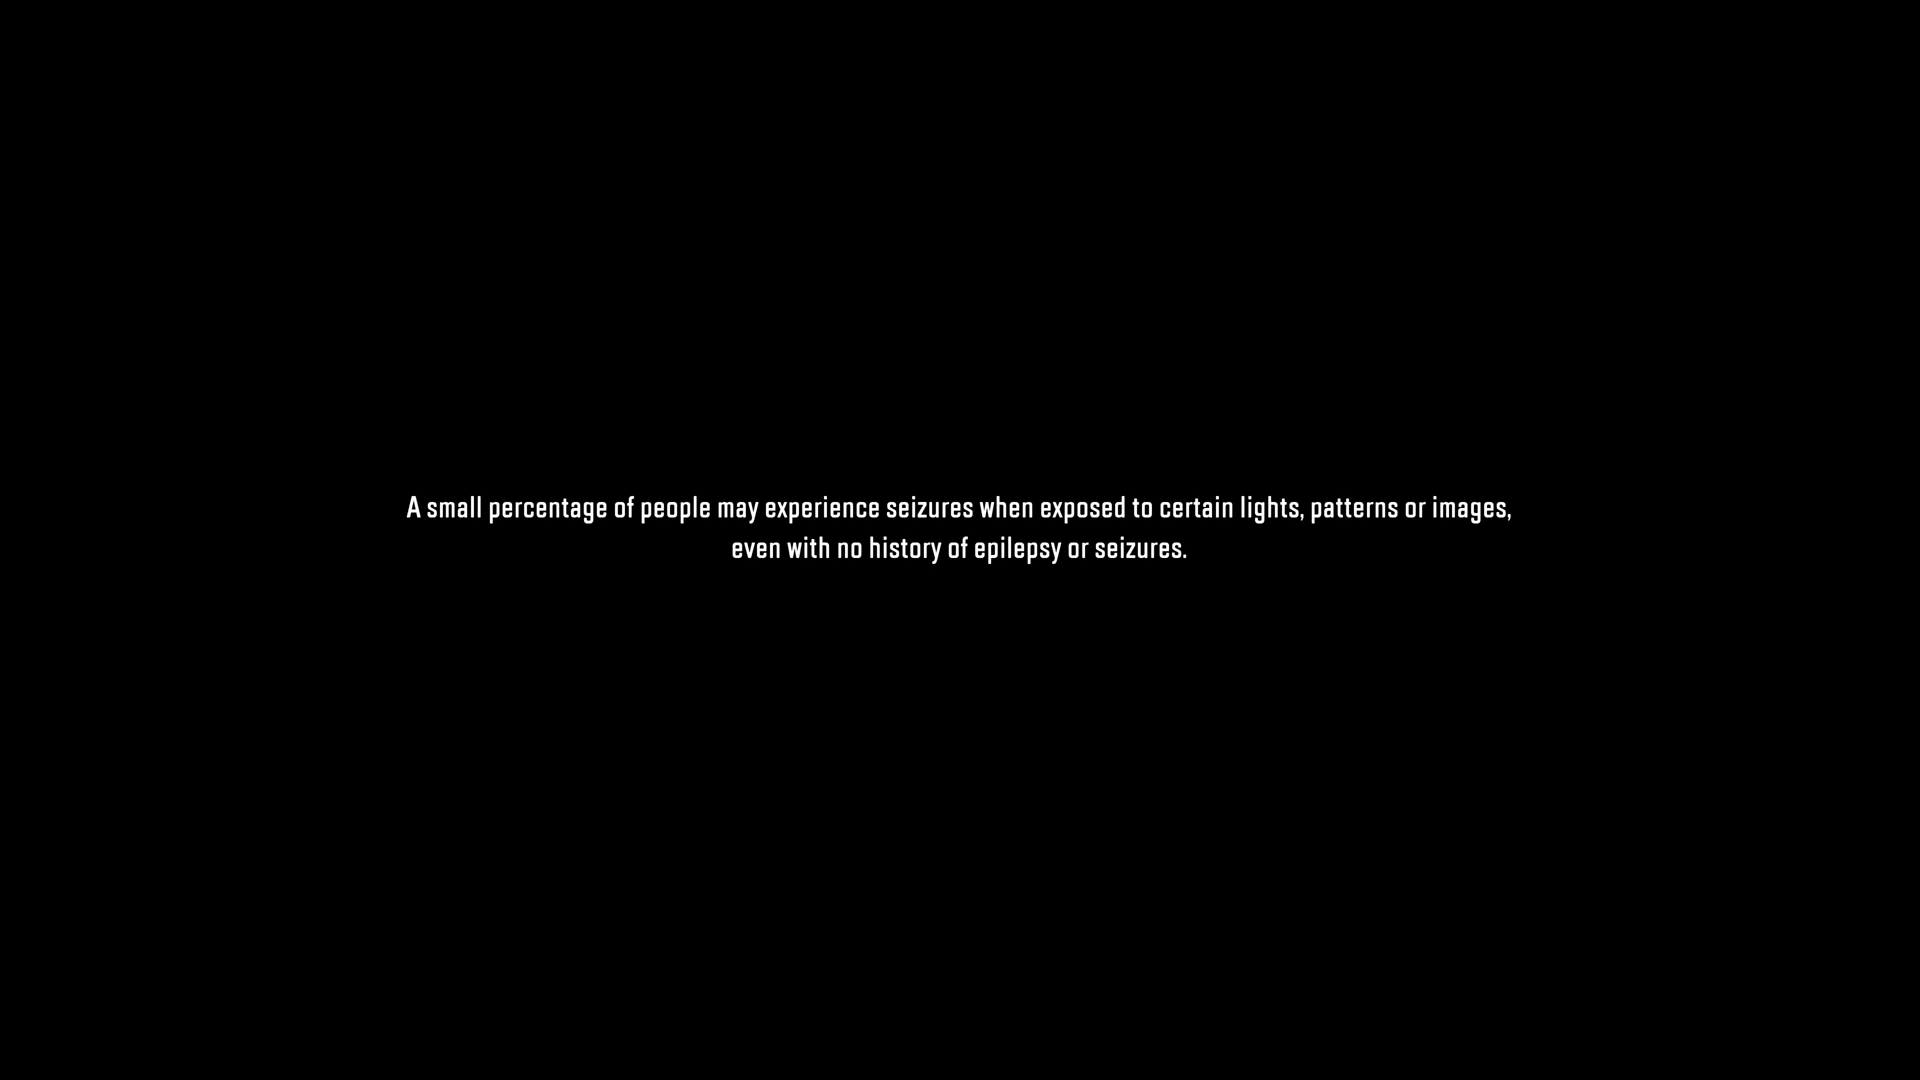 A small percentage of people may experience seizures when exposed to certain lights, patterns or images,
even with no history of epilepsy or seizures.